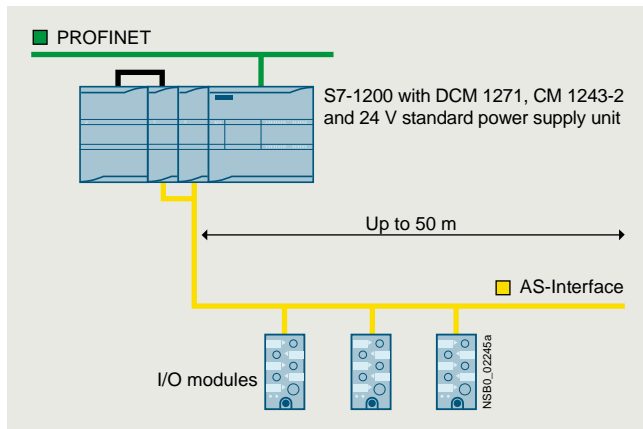 PROFINET
S7-1200 with DCM 1271, CM 1243-2
and 24 V standard power supply unit
Up to 50 m
AS-Interface
I/O modules
NSB0_02245a